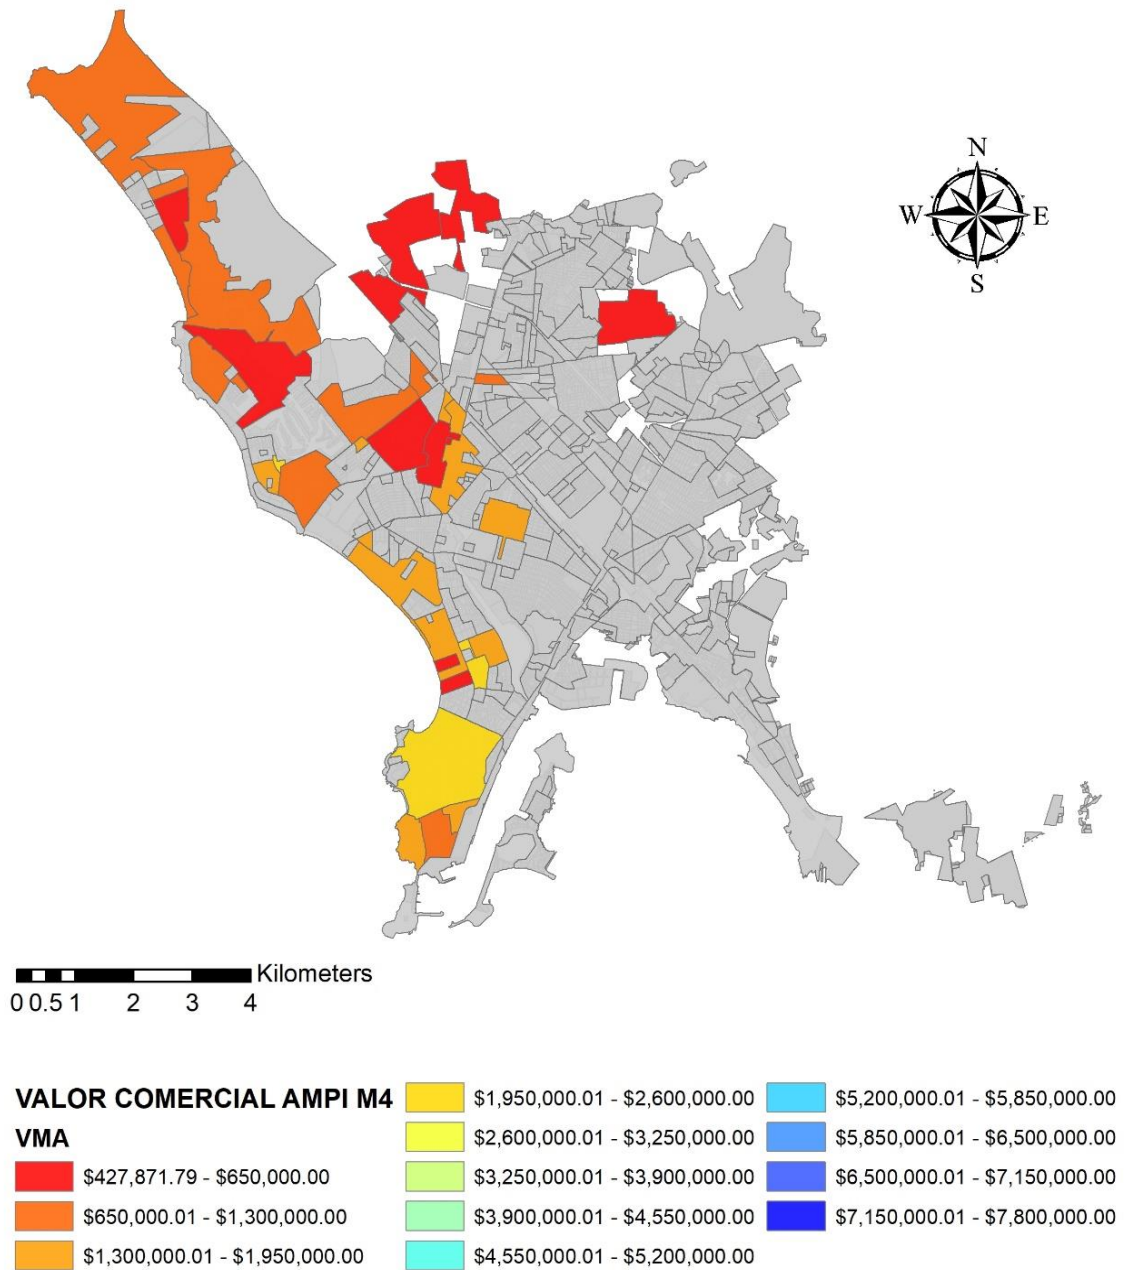 N
W E
S
Kilometers
0 0.5 1 2 3 4
VALOR COMERCIAL AMPI M4
VMA
$427,871.79 - $650,000.00
$650,000.01 - $1,300,000.00
$1,300,000.01 - $1,950,000.00
$1,950,000.01 - $2,600,000.00
$2,600,000.01 - $3,250,000.00
$3,250,000.01 - $3,900,000.00
$3,900,000.01 - $4,550,000.00
$4,550,000.01 - $5,200,000.00
$5,200,000.01 - $5,850,000.00
$5,850,000.01 - $6,500,000.00
$6,500,000.01 - $7,150,000.00
$7,150,000.01 - $7,800,000.00